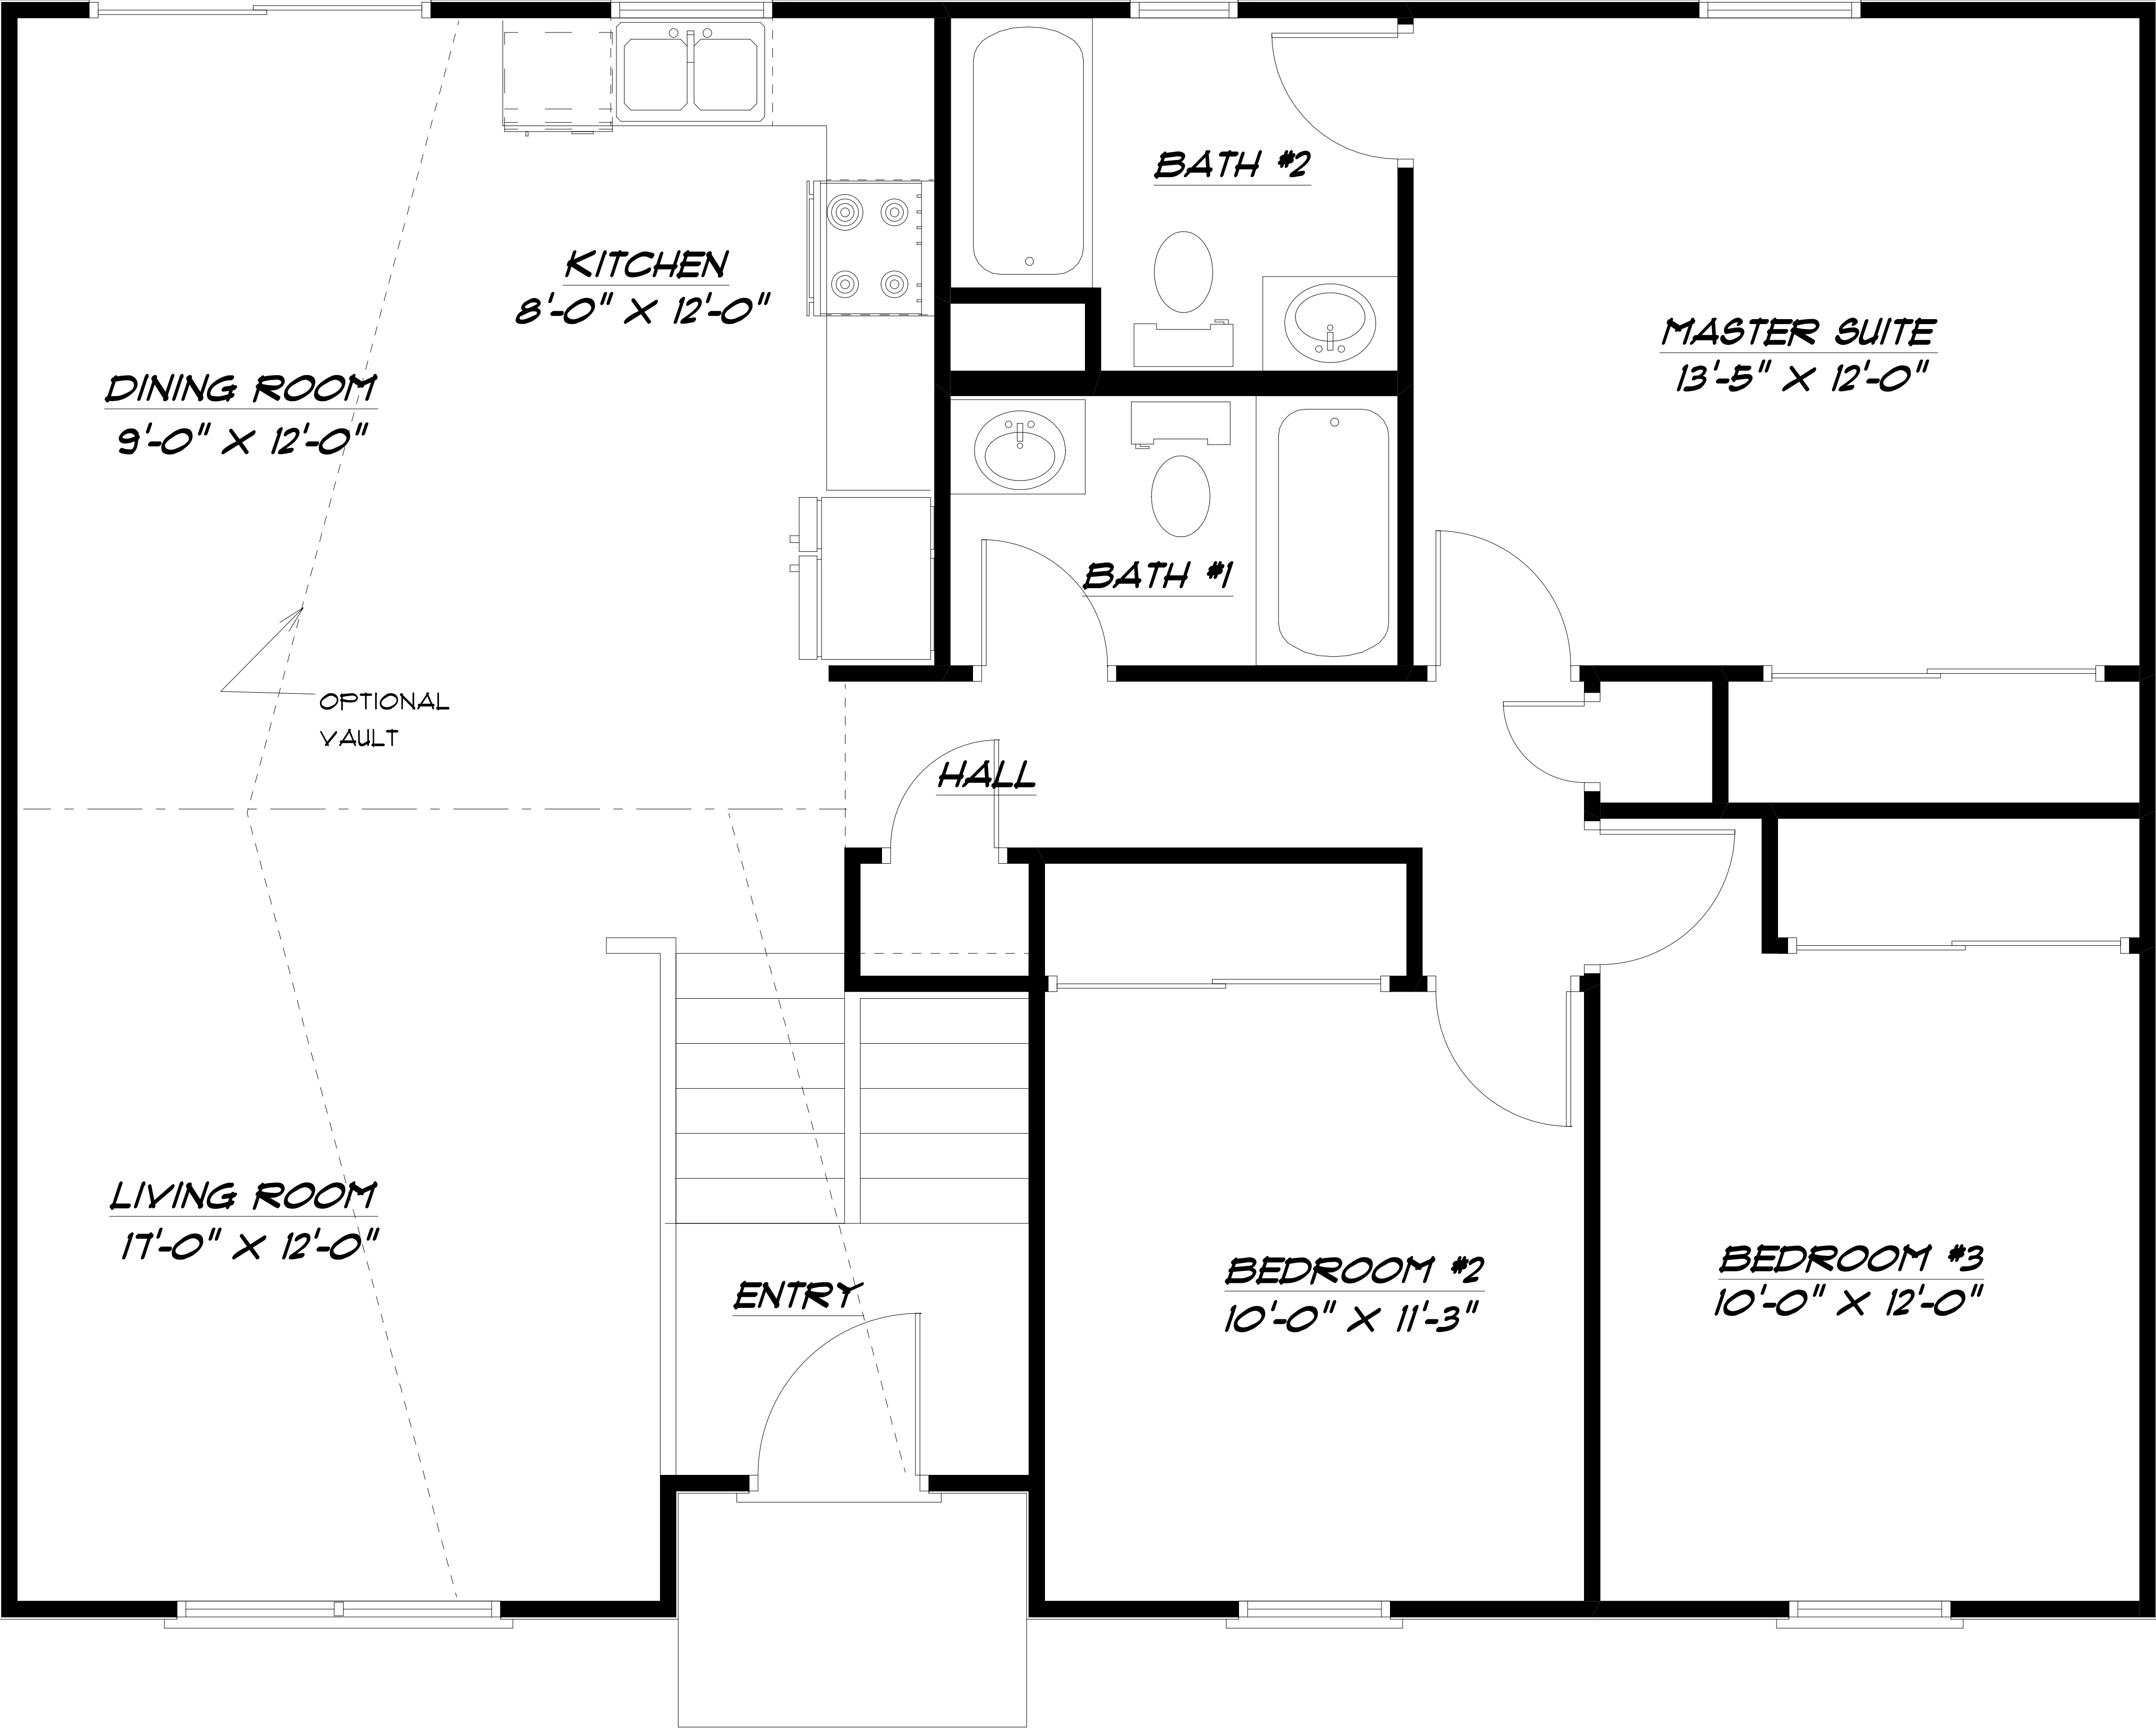 BATH #2
KITCHEN
8'-0" X 12'-0"
MASTER SUITE
13'-5" X 12'-0"
DINING ROOM
9'-0" X 12'-0"
BATH #1
OPTIONAL
VAULT
HALL
LIVING ROOM
17'-0" X 12'-0"
ENTRY
BEDROOM #2
10'-0" X 11'-3"
BEDROOM #3
10'-0" X 12'-0"